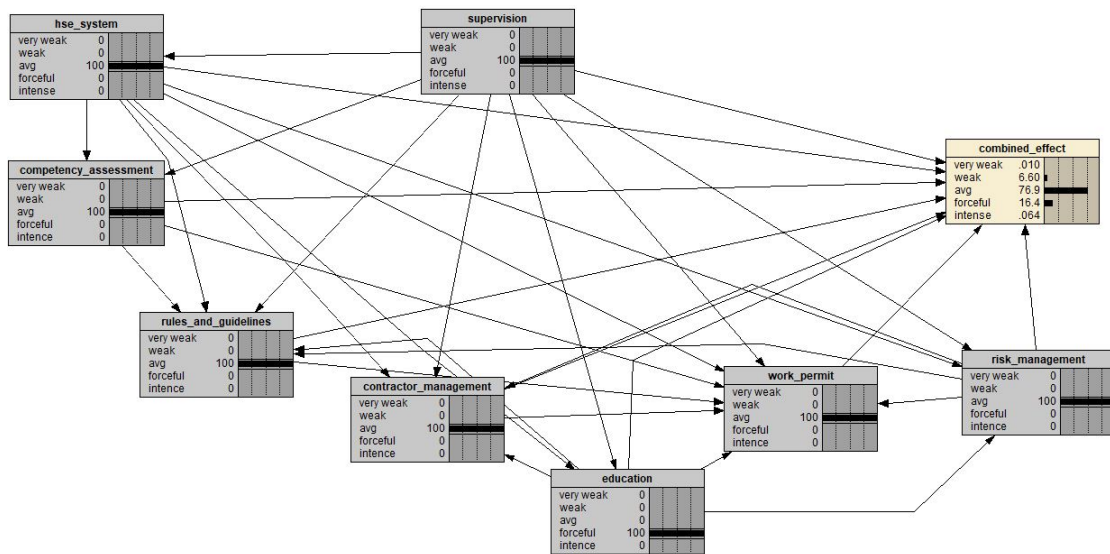 hse_system
very weak 0
weak 0
avg 100
forceful 0
intense 0
supervision
very weak 0
weak 0
avg 100
forceful 0
intense 0
combined_effect
very weak .010
weak 6.60
avg 76.9
forceful 16.4
intense .064
competency_assessment
very weak 0
weak 0
avg 100
forceful 0
intence 0
rules_and_guidelines
very weak 0
weak 0
avg 100
forceful 0
intence 0
contractor_management
very weak 0
weak 0
avg 100
forceful 0
intence 0
work_permit
very weak 0
weak 0
avg 100
forceful 0
intence 0
risk_management
very weak 0
weak 0
avg 100
forceful 0
intence 0
education
very weak 0
weak 0
avg 0
forceful 100
intence 0